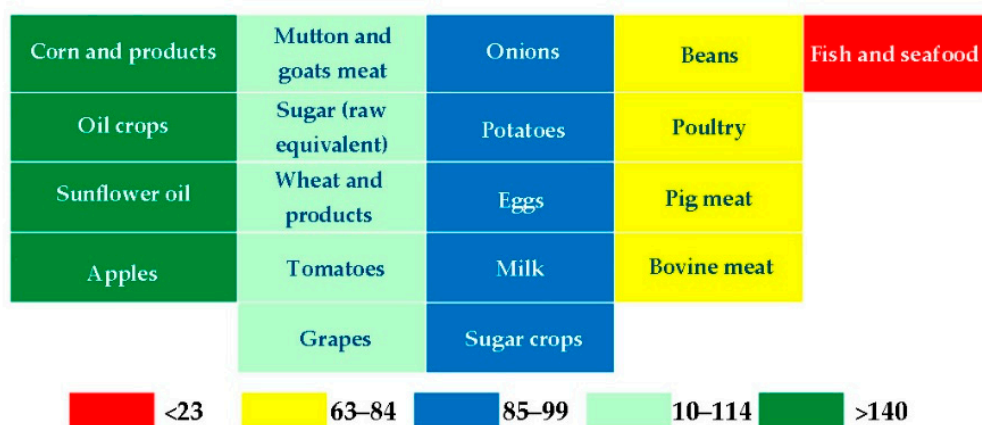 Corn and products
Mutton and
goats meat
Onions
Beans
Fish and seafood
Oil crops
Sugar (raw
equivalent)
Potatoes
Poultry
Sunflower oil
Wheat and
products
Eggs
Pig meat
Apples
Tomatoes
Milk
Bovine meat
Grapes
Sugar crops
<23
63–84
85–99
10–114
>140